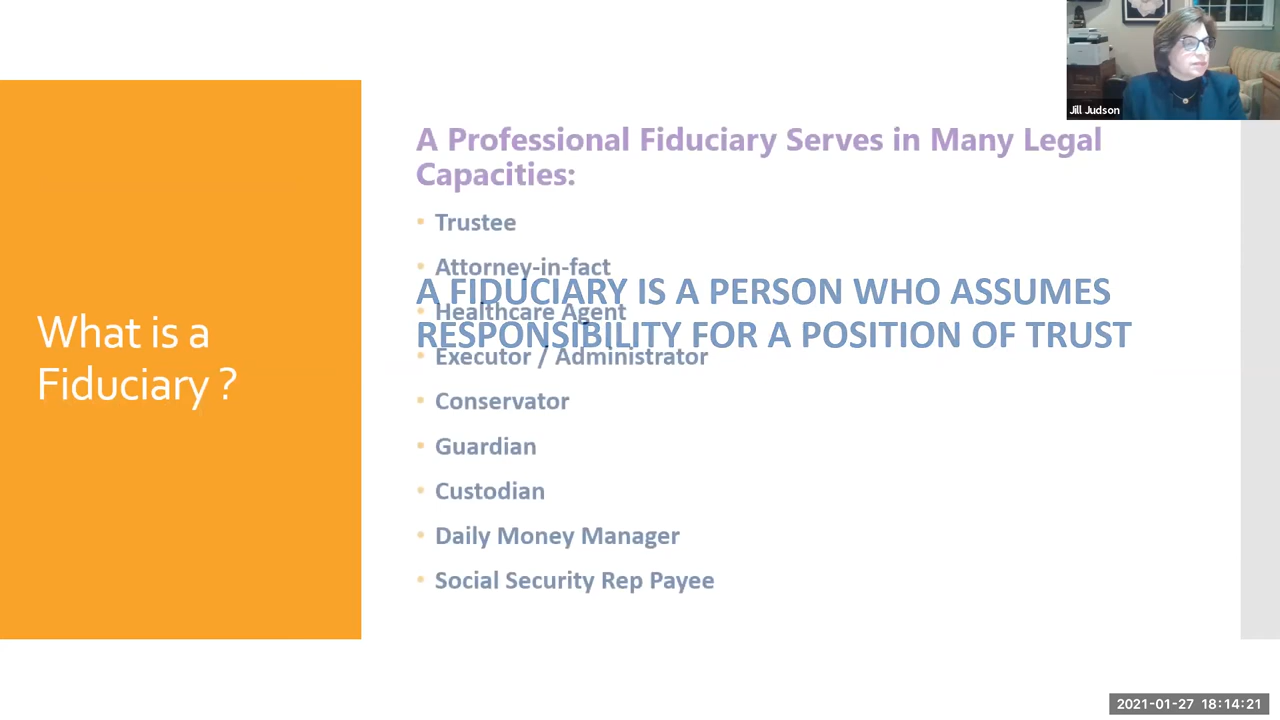 Jill Judson
What is a
Fiduciary ?
A Professional Fiduciary Serves in Many Legal
Capacities:
• Trustee
• Attorney-in-fact
A FIDUCIARY IS A PERSON WHO ASSUMES
• Healthcare Agent
RESPONSIBILITY FOR A POSITION OF TRUST
• Executor / Administrator
• Conservator
• Guardian
• Custodian
• Daily Money Manager
• Social Security Rep Payee
2021-01-27 18:14:21